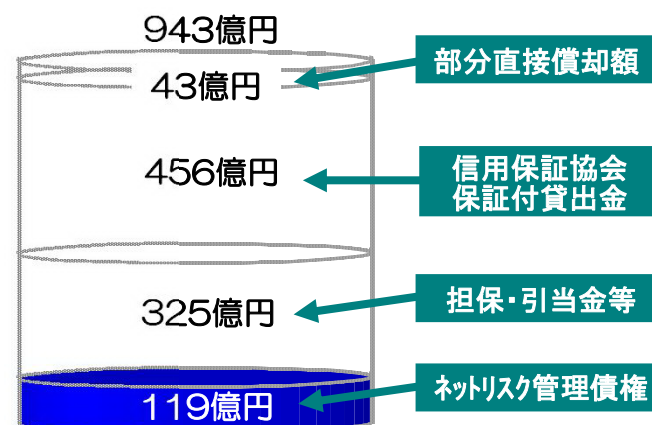 943億円
部分直接償却額
43億円
456億円
信用保証協会
保証付貸出金
325億円
担保・引当金等
119億円
ネットリスク管理債権